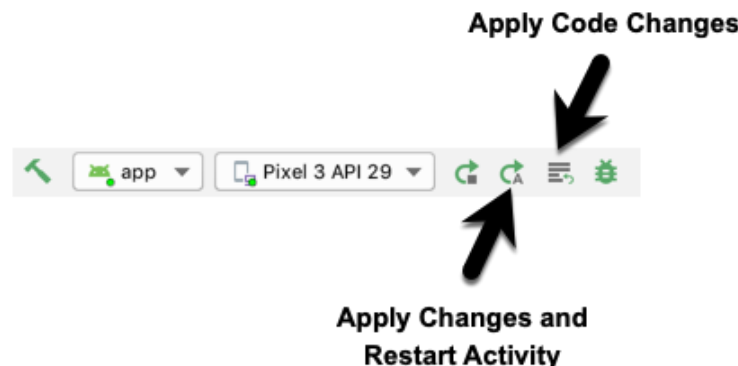 Apply Code Changes
app
Pixel 3 API 29
A
Apply Changes and
Restart Activity